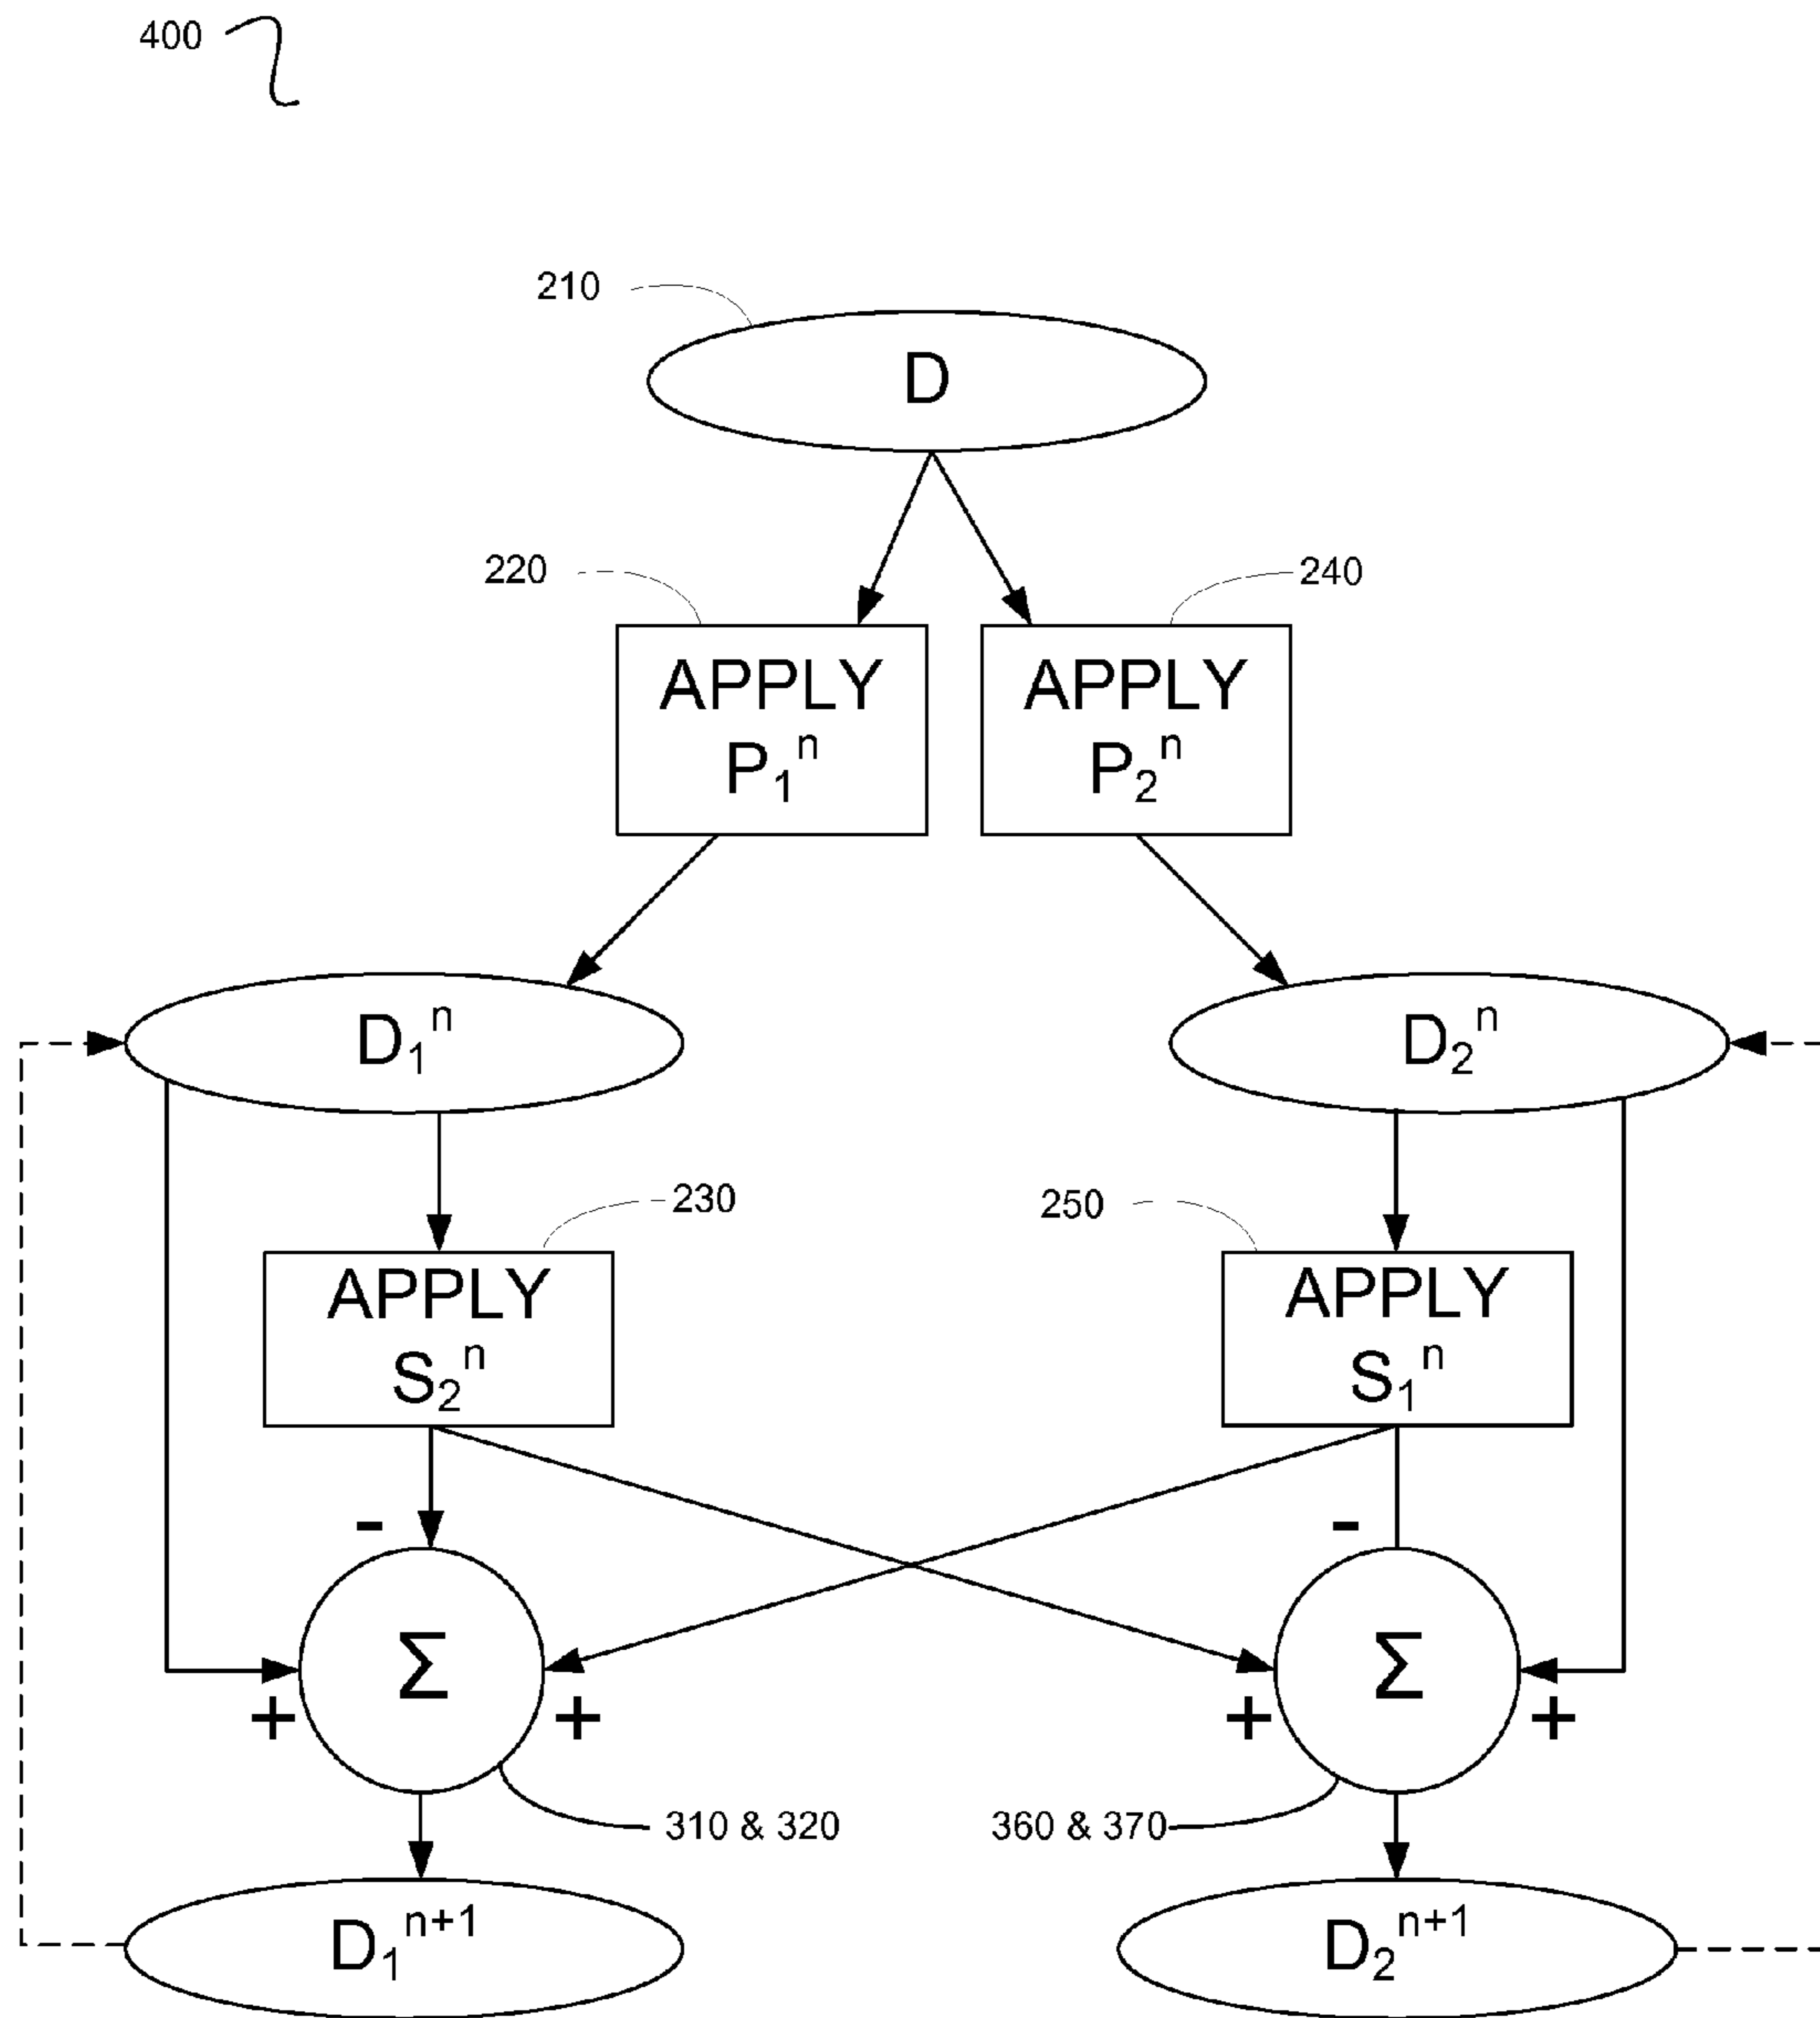 400
210
D
220
240
APPLY
P₁ⁿ
APPLY
P₂ⁿ
D₁ⁿ
D₂ⁿ
230
250
APPLY
S₂ⁿ
APPLY
S₁ⁿ
-
-
Σ
Σ
+
+
+
+
310 & 320
360 & 370
D₁ⁿ⁺¹
D₂ⁿ⁺¹